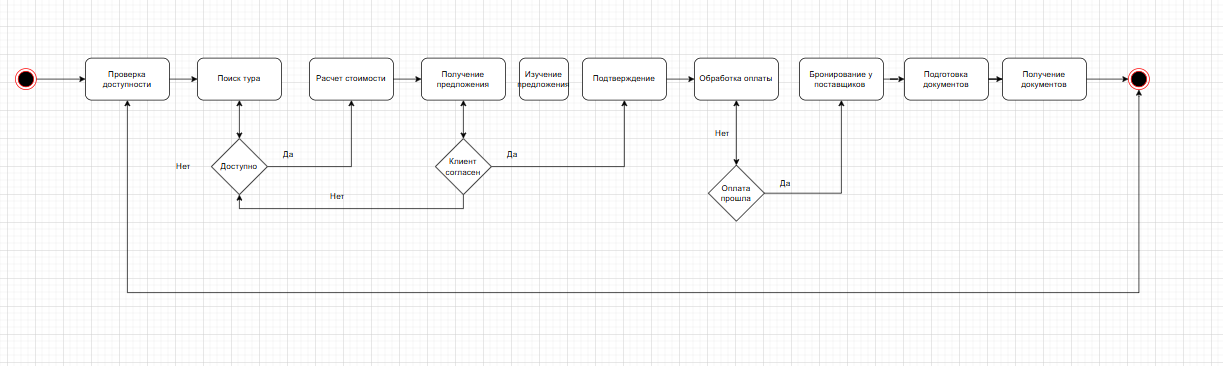 Проверка
доступности
Поиск тура
Расчет стоимости
Получение
предложения
Изучение
предложения
Подтверждение
Обработка оплаты
Бронирование у
поставщиков
Подготовка
документов
Получение
документов
Нет
Доступно
Да
Нет
Клиент
согласен
Да
Нет
Оплата
прошла
Да